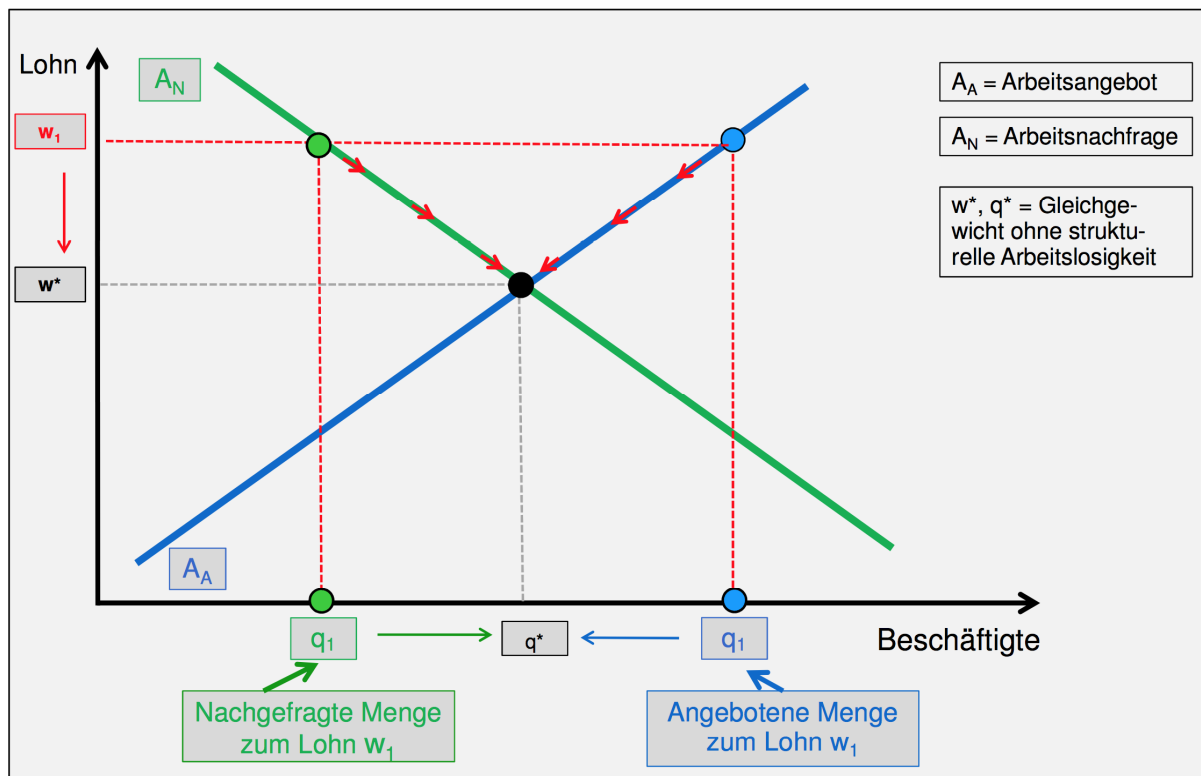 Lohn
A_N
w₁
w*
A_A
A_A = Arbeitsangebot
A_N = Arbeitsnachfrage
w*, q* = Gleichge-
wicht ohne struktu-
relle Arbeitslosigkeit
q₁
q*
q₁
Beschäftigte
Nachgefragte Menge
zum Lohn w₁
Angebotene Menge
zum Lohn w₁